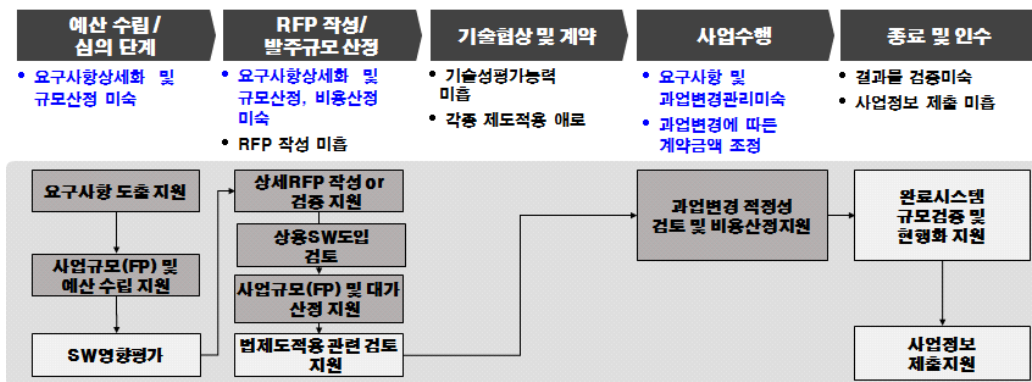 예산 수립 /
심의 단계
RFP 작성/
발주규모 산정
기술협상 및 계약
사업수행
종료 및 인수
• 요구사항상세화 및
규모산정 미숙
• 요구사항상세화 및
규모산정, 비용산정
미숙
• RFP 작성 미흡
• 기술성평가능력
미흡
• 각종 제도적용 애로
• 요구사항 및
과업변경관리미숙
• 과업변경에 따른
계약금액 조정
• 결과물 검증미숙
• 사업정보 제출 미흡
요구사항 도출 지원
사업규모(FP) 및
예산 수립 지원
SW영향평가
상세RFP 작성 or
검증 지원
상용SW도입
검토
사업규모(FP) 및 대가
산정 지원
법제도적용 관련 검토
지원
과업변경 적정성
검토 및 비용산정지원
완료시스템
규모검증 및
현행화 지원
사업정보
제출지원